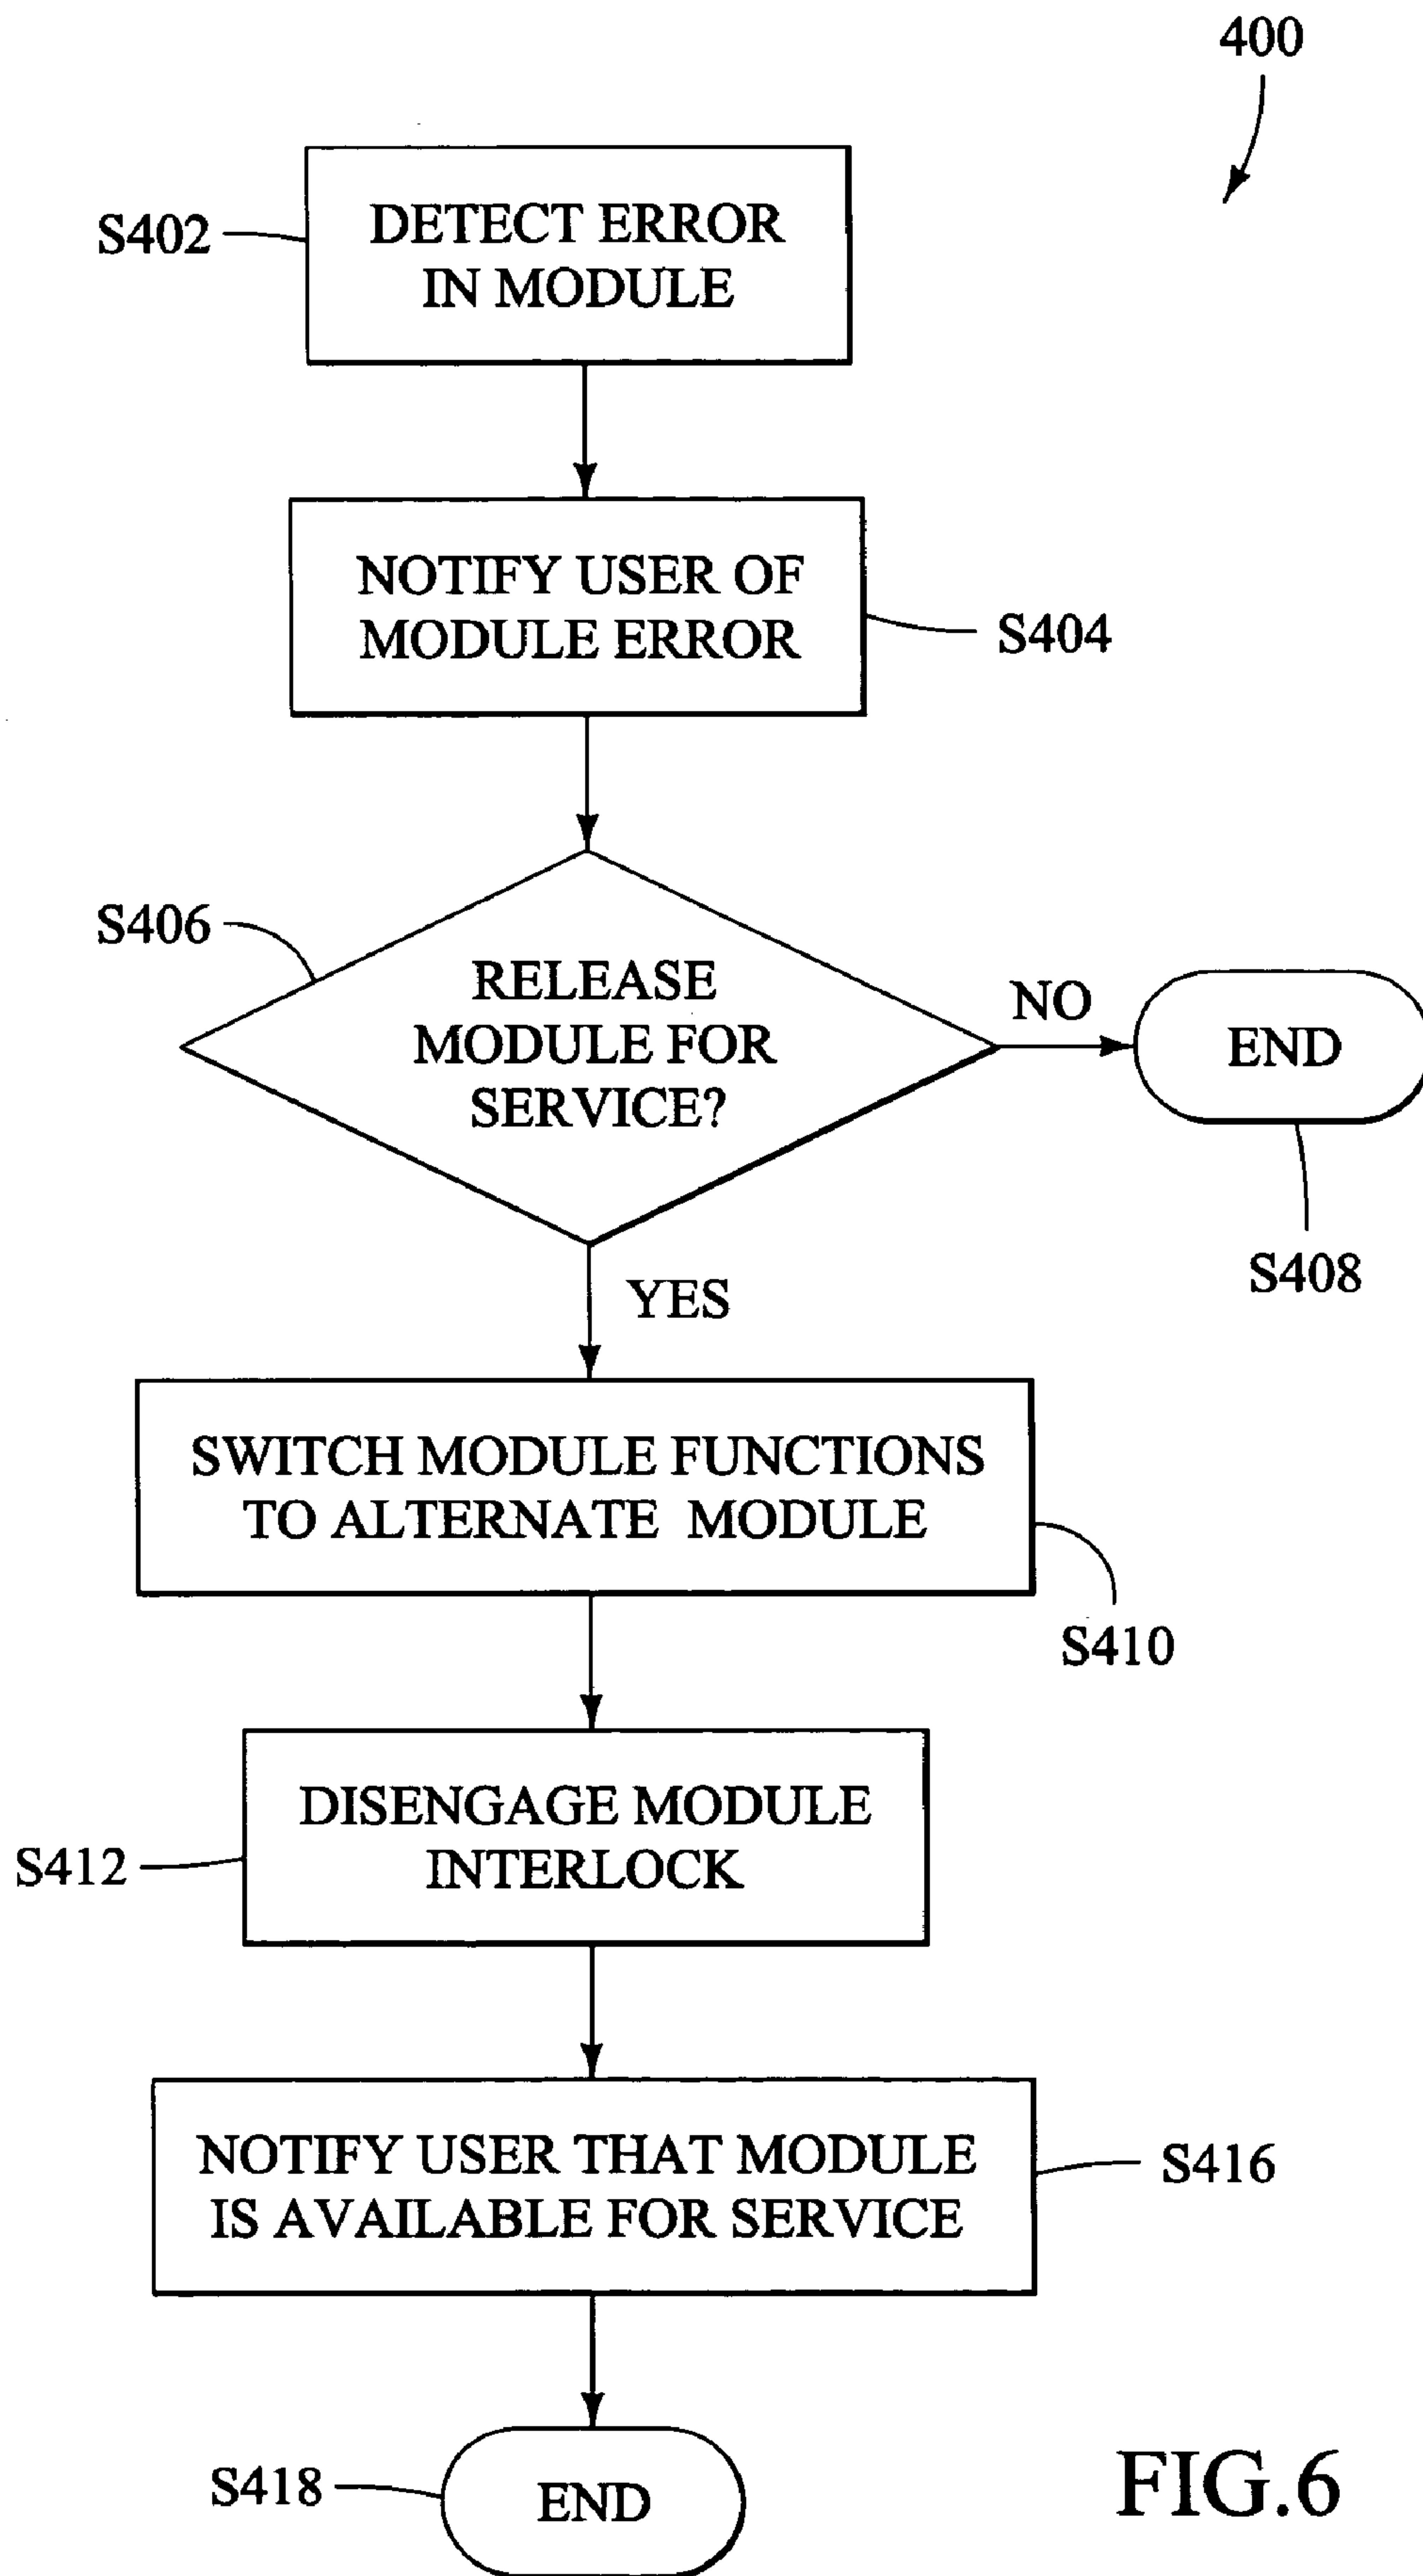 400
S402
DETECT ERROR
IN MODULE
NOTIFY USER OF
MODULE ERROR
S404
S406
RELEASE
MODULE FOR
SERVICE?
NO
END
S408
YES
SWITCH MODULE FUNCTIONS
TO ALTERNATE MODULE
S410
DISENGAGE MODULE
INTERLOCK
S412
NOTIFY USER THAT MODULE
IS AVAILABLE FOR SERVICE
S416
S418
END
FIG.6